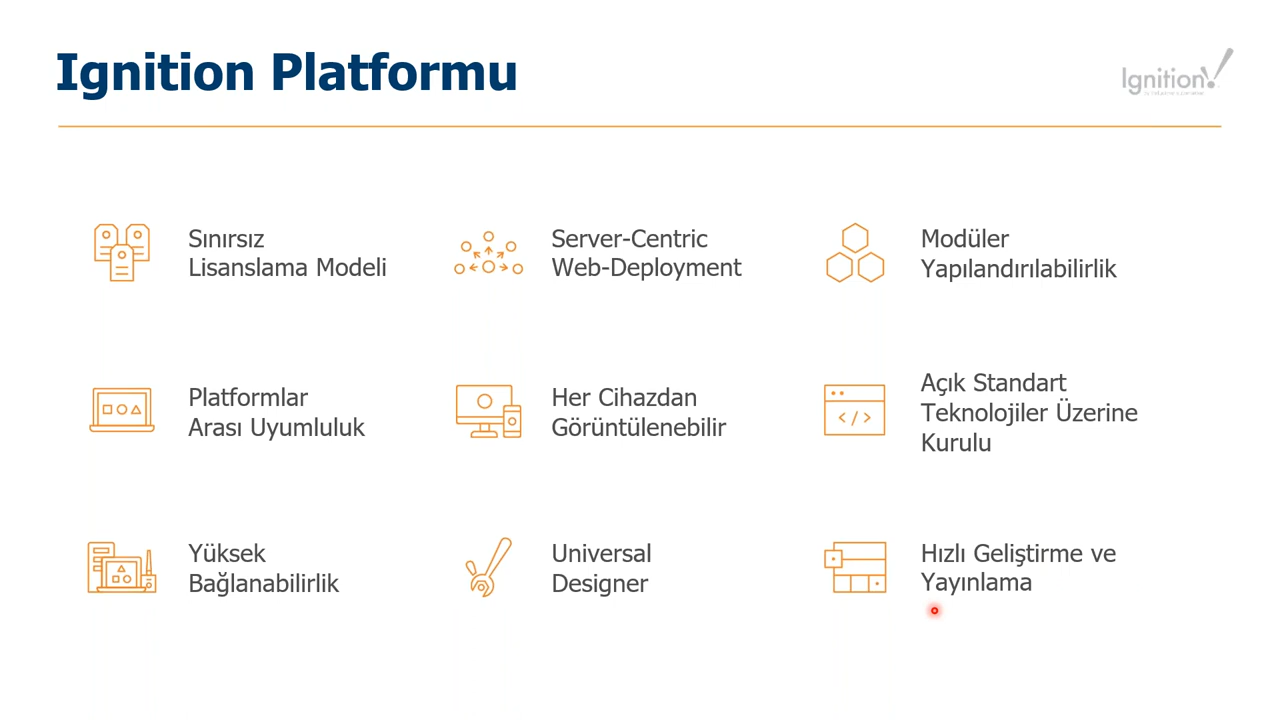 Ignition Platformu
Ignition!
Sınırsız
Lisanslama Modeli
Server-Centric
Web-Deployment
Modüler
Yapılandırılabilirlik
Platformlar
Arası Uyumluluk
Her Cihazdan
Görüntülenebilir
Açık Standart
Teknolojiler Üzerine
Kurulu
</>
Yüksek
Bağlanabilirlik
Universal
Designer
Hızlı Geliştirme ve
Yayınlama